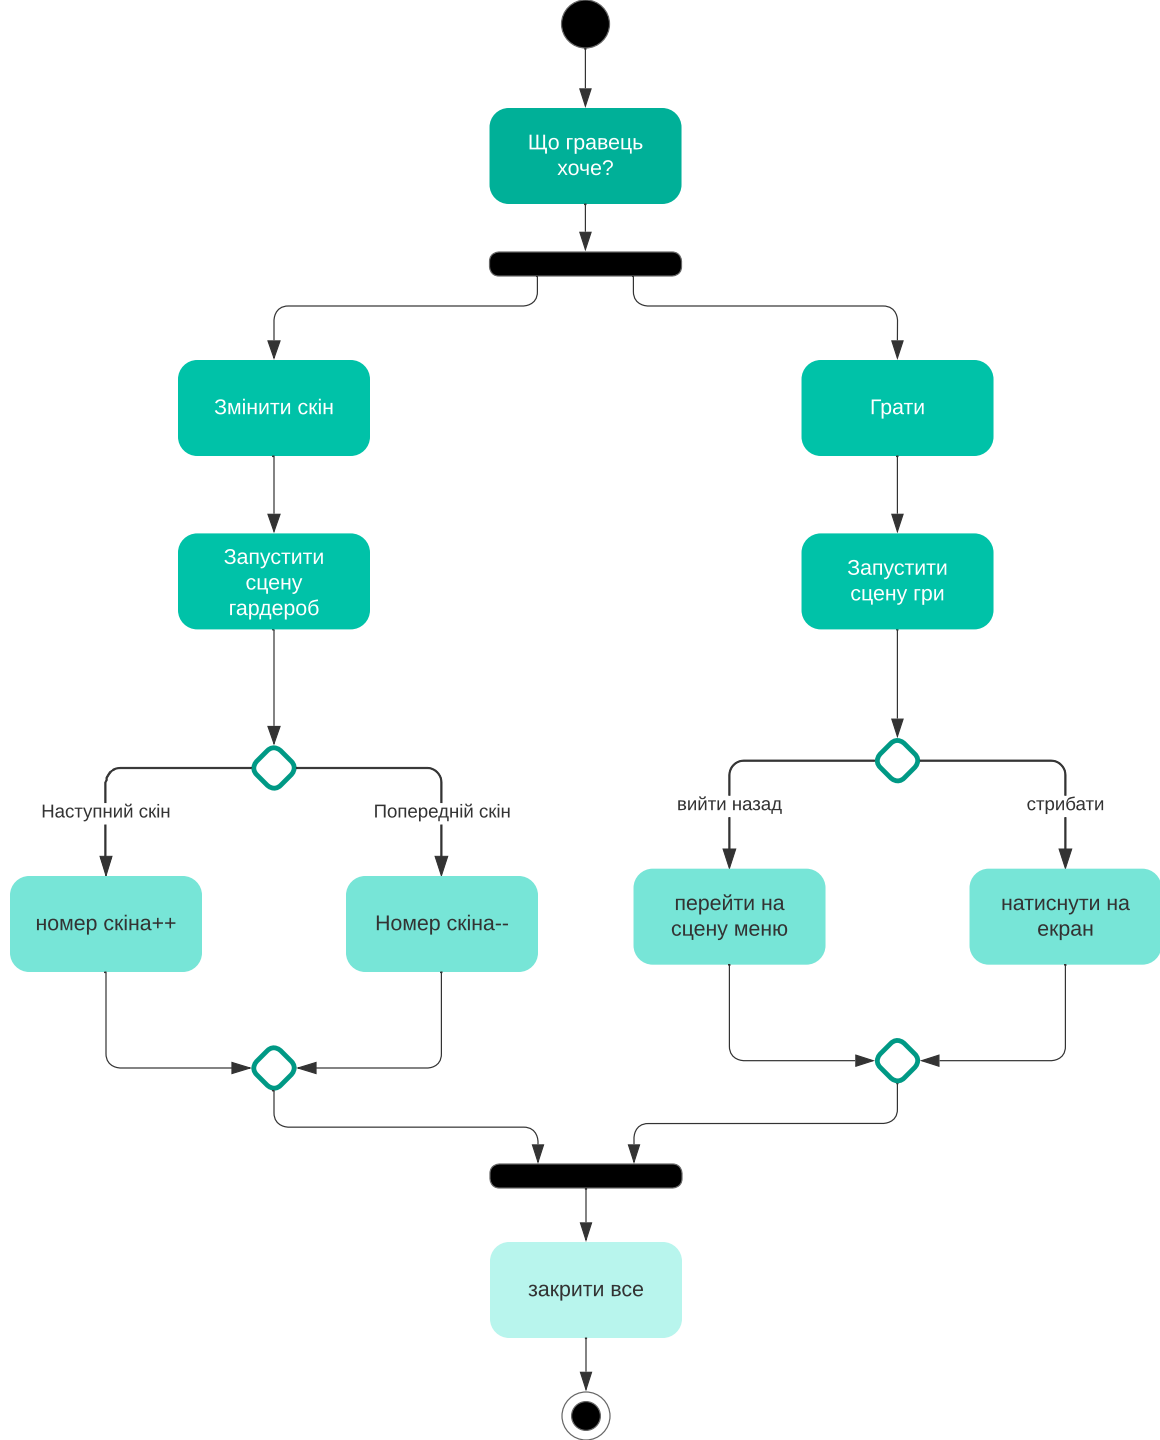 Що гравець
хоче?
Змінити скін
Грати
Запустити
сцену
гардероб
Запустити
сцену гри
Наступний скін
Попередній скін
вийти назад
стрибати
номер скіна++
Номер скіна--
перейти на
сцену меню
натиснути на
екран
закрити все